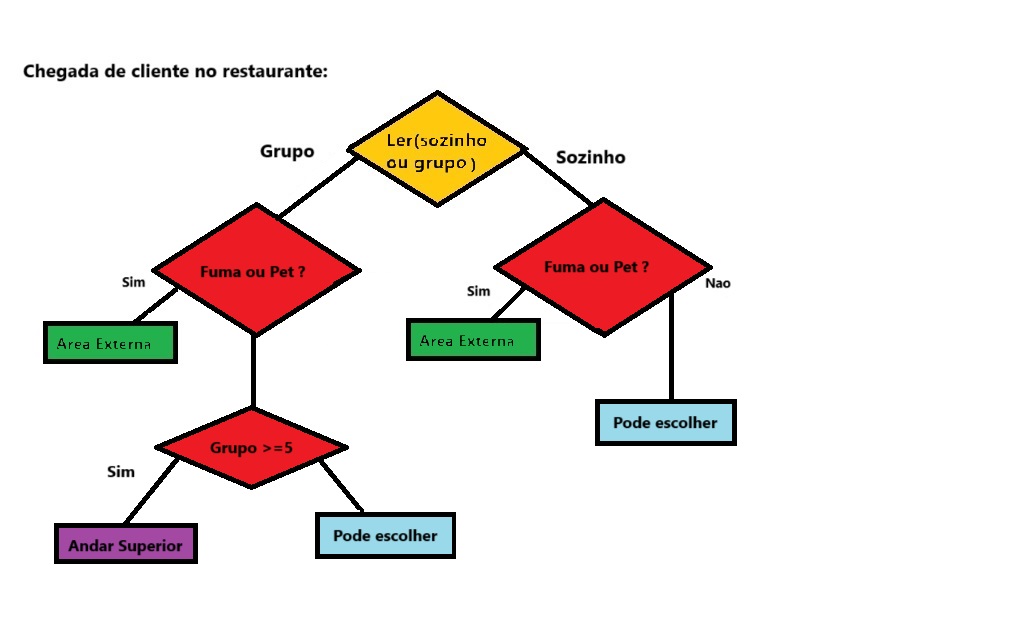 Chegada de cliente no restaurante:
Ler(sozinho
ou grupo)
Grupo
Sozinho
Fuma ou Pet ?
Fuma ou Pet ?
Sim
Sim
Nao
Area Externa
Area Externa
Pode escolher
Grupo >=5
Sim
Andar Superior
Pode escolher